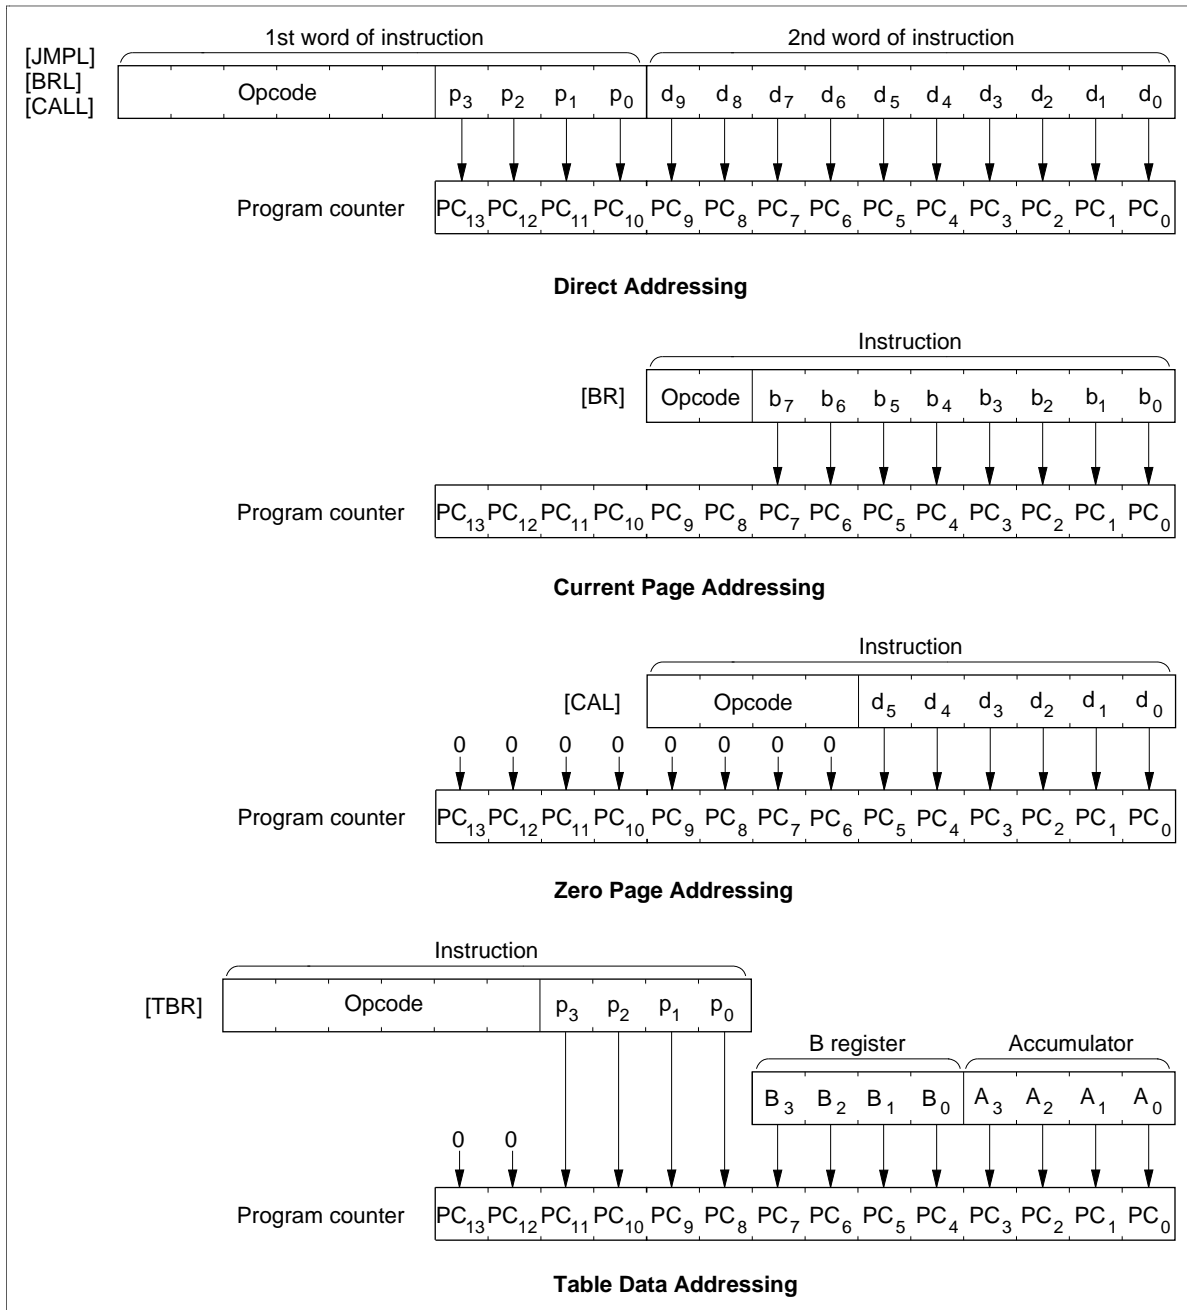 1st word of instruction 2nd word of instruction
[JMPL]
[BRL]
[CALL]
Opcode p3 p2 p1 p0 d9 d8 d7 d6 d5 d4 d3 d2 d1 d0
Program counter PC13 PC12 PC11 PC10 PC9 PC8 PC7 PC6 PC5 PC4 PC3 PC2 PC1 PC0
Direct Addressing
Instruction
[BR] Opcode b7 b6 b5 b4 b3 b2 b1 b0
Program counter PC13 PC12 PC11 PC10 PC9 PC8 PC7 PC6 PC5 PC4 PC3 PC2 PC1 PC0
Current Page Addressing
Instruction
[CAL] Opcode d5 d4 d3 d2 d1 d0
0 0 0 0 0 0 0 0
Program counter PC13 PC12 PC11 PC10 PC9 PC8 PC7 PC6 PC5 PC4 PC3 PC2 PC1 PC0
Zero Page Addressing
Instruction
[TBR] Opcode p3 p2 p1 p0
B register Accumulator
B3 B2 B1 B0 A3 A2 A1 A0
0 0
Program counter PC13 PC12 PC11 PC10 PC9 PC8 PC7 PC6 PC5 PC4 PC3 PC2 PC1 PC0
Table Data Addressing